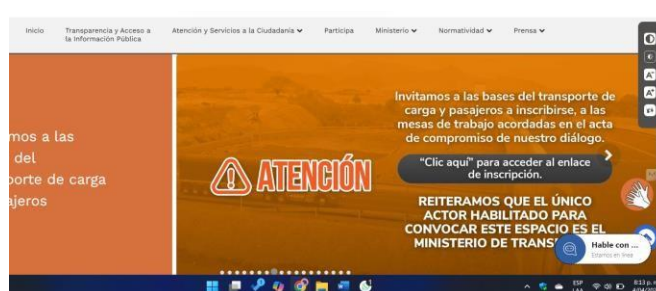 Inicio
Transparencia y Acceso a
la Información Pública
Atención y Servicios a la Ciudadanía
Participa
Ministerio
Normatividad
Prensa
mos a las
del
porte de carga
ajeros
ATENCIÓN
Invitamos a las bases del transporte de
carga y pasajeros a inscribirse, a las
mesas de trabajo acordadas en el acta
de compromiso de nuestro diálogo.
"Clic aquí" para acceder al enlace
de inscripción.
REITERAMOS QUE EL ÚNICO
ACTOR HABILITADO PARA
CONVOCAR ESTE ESPACIO ES EL
MINISTERIO DE TRANS
Hable con ...
Estamos en línea
ESP
LAA
8:13 p. m.